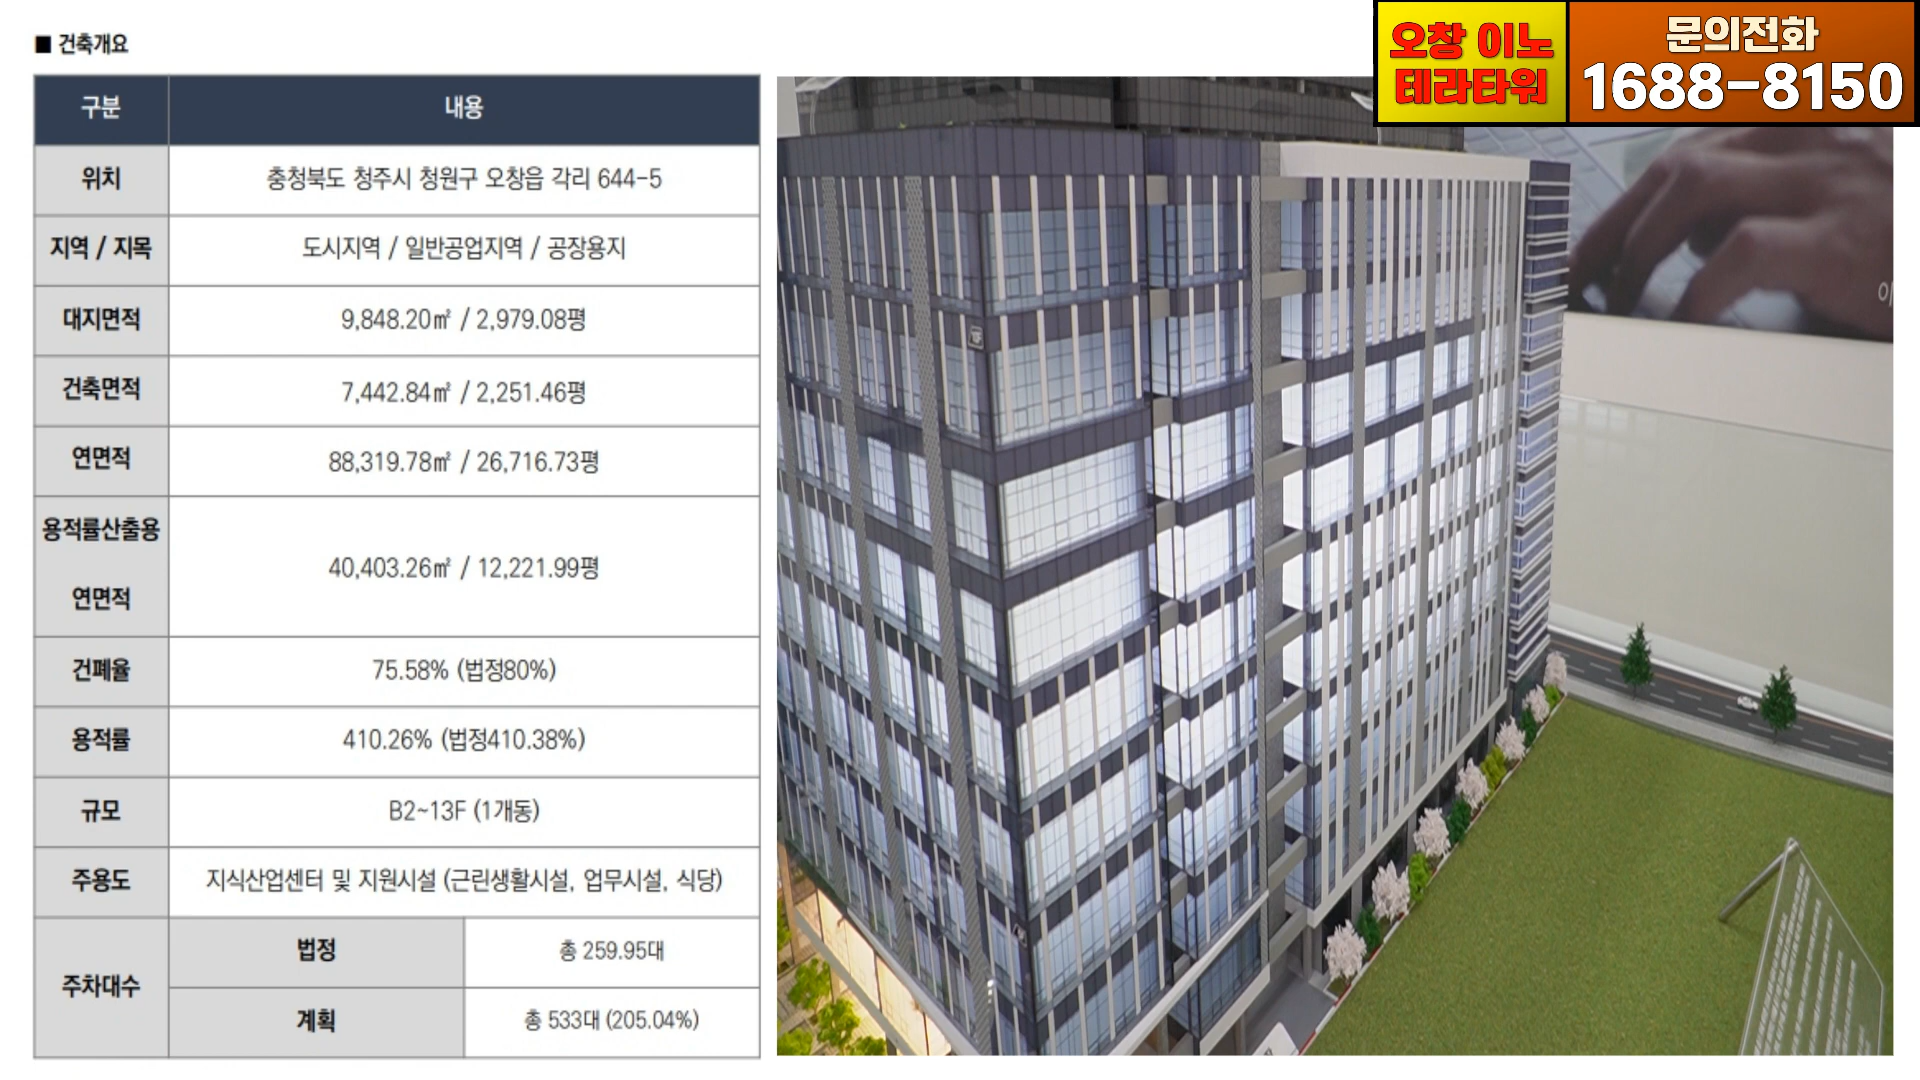 ■ 건축개요
오창 이노
테라타워
문의전화
1688-8150
구분 내용
위치 충청북도 청주시 청원구 오창읍 각리 644-5
지역 / 지목 도시지역 / 일반공업지역 / 공장용지
대지면적 9,848.20㎡ / 2,979.08평
건축면적 7,442.84㎡ / 2,251.46평
연면적 88,319.78㎡ / 26,716.73평
용적률산출용
연면적
40,403.26㎡ / 12,221.99평
건폐율 75.58% (법정80%)
용적률 410.26% (법정410.38%)
규모 B2~13F (1개동)
주용도 지식산업센터 및 지원시설 (근린생활시설, 업무시설, 식당)
주차대수
법정 총 259.95대
계획 총 533대 (205.04%)
이